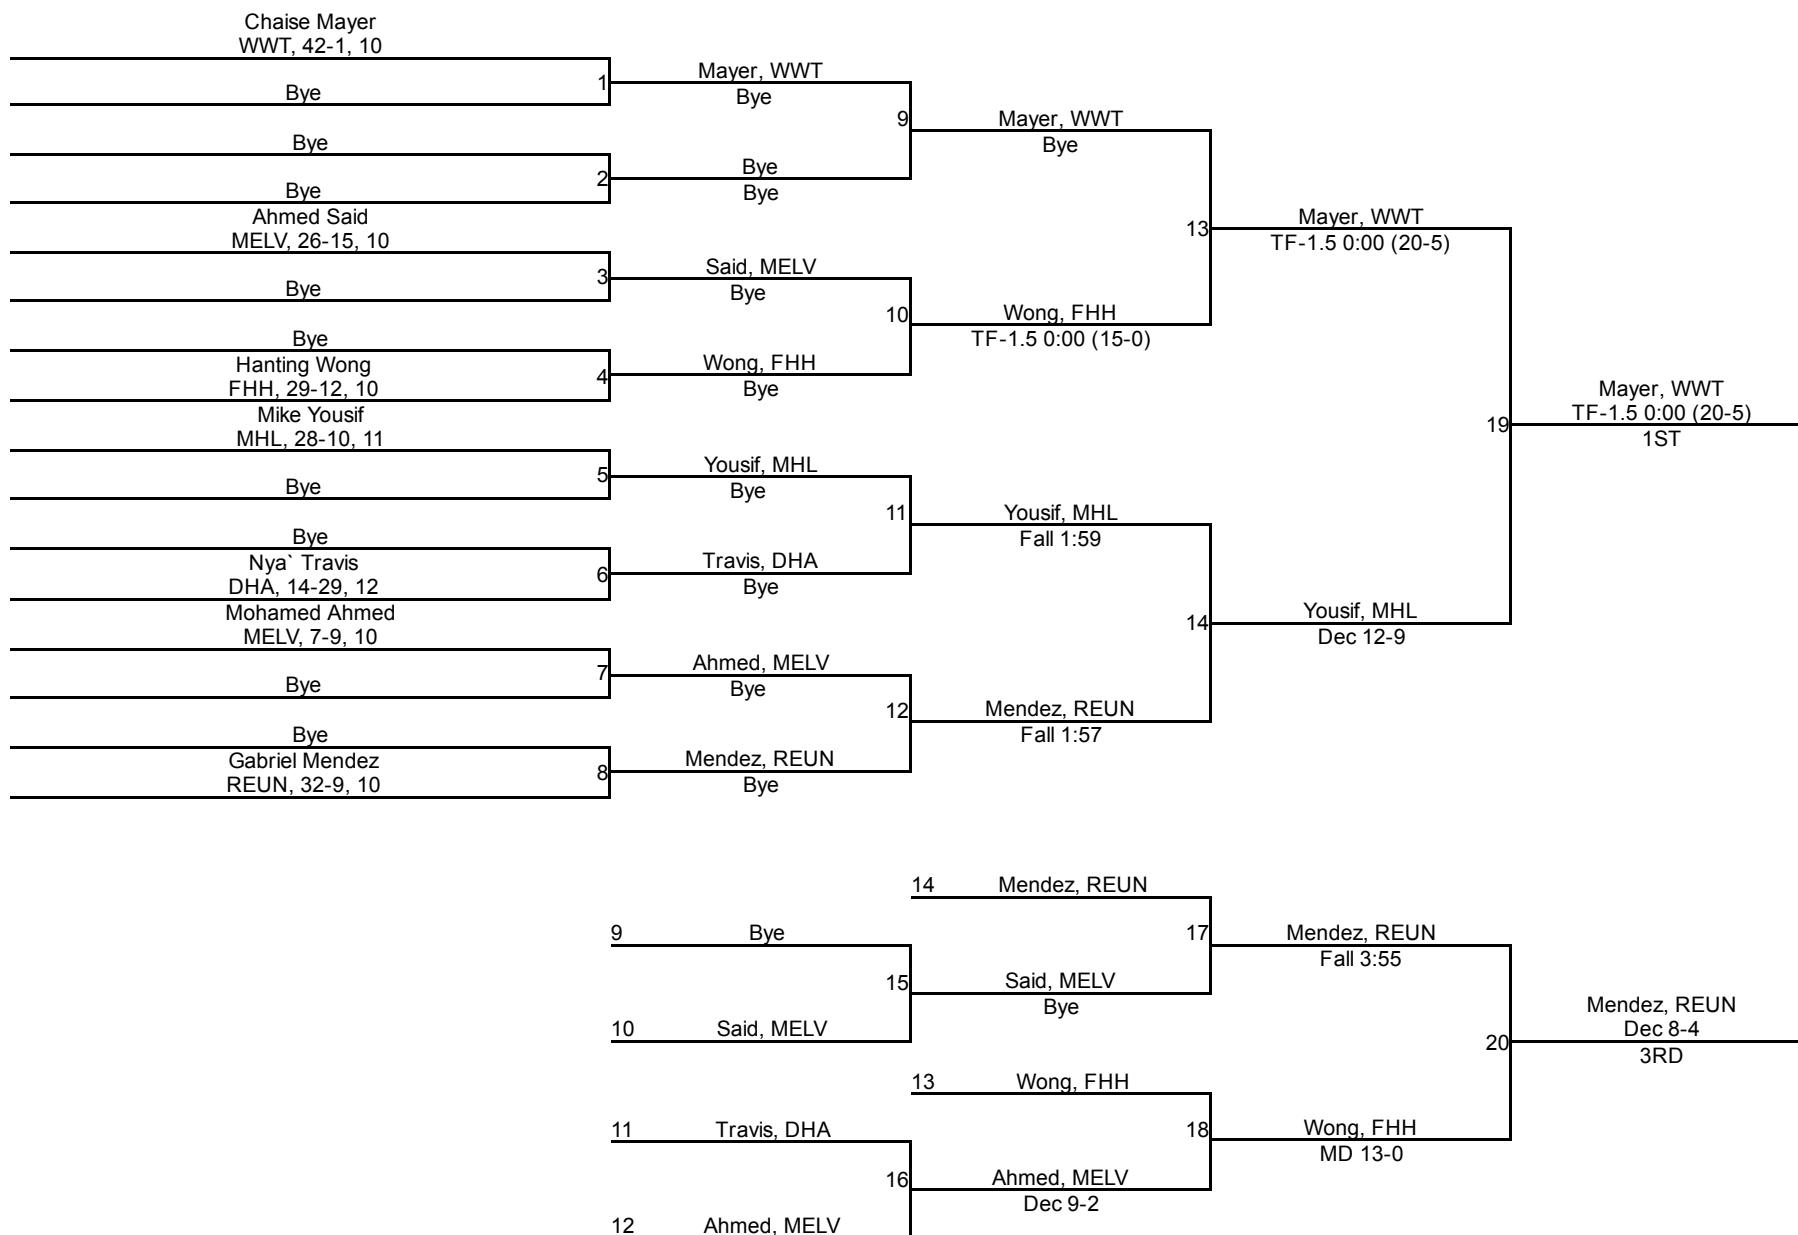 Chaise Mayer
WWT, 42-1, 10
1
Bye
Bye
2
Bye
Ahmed Said
MELV, 26-15, 10
3
Bye
Bye
Hanting Wong
4
FHH, 29-12, 10
Mike Yousif
MHL, 28-10, 11
5
Bye
Bye
Nya` Travis
6
DHA, 14-29, 12
Mohamed Ahmed
MELV, 7-9, 10
7
Bye
Bye
Gabriel Mendez
8
REUN, 32-9, 10
Mayer, WWT
Bye
9
Bye
Bye
Said, MELV
Bye
10
Wong, FHH
Bye
Yousif, MHL
Bye
11
Travis, DHA
Bye
Ahmed, MELV
Bye
12
Mendez, REUN
Bye
Mayer, WWT
Bye
13
Wong, FHH
TF-1.5 0:00 (15-0)
Yousif, MHL
Fall 1:59
14
Mendez, REUN
Fall 1:57
Mayer, WWT
TF-1.5 0:00 (20-5)
19
Yousif, MHL
Dec 12-9
Mayer, WWT
TF-1.5 0:00 (20-5)
1ST
14 Mendez, REUN
9 Bye
17
15
Said, MELV
Bye
10 Said, MELV
Mendez, REUN
Fall 3:55
13 Wong, FHH
11 Travis, DHA
18
16
Ahmed, MELV
Dec 9-2
12 Ahmed, MELV
Wong, FHH
MD 13-0
20
Mendez, REUN
Dec 8-4
3RD